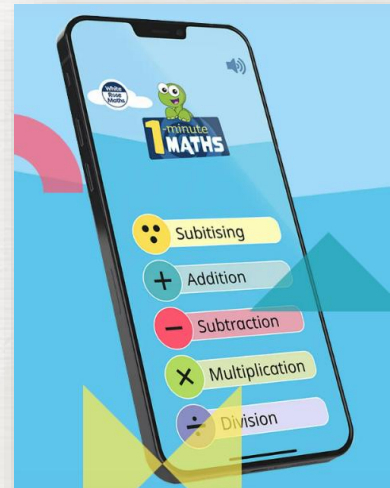 White
Rose
Maths
1-minute
MATHS
Subitising
+ Addition
− Subtraction
× Multiplication
÷ Division